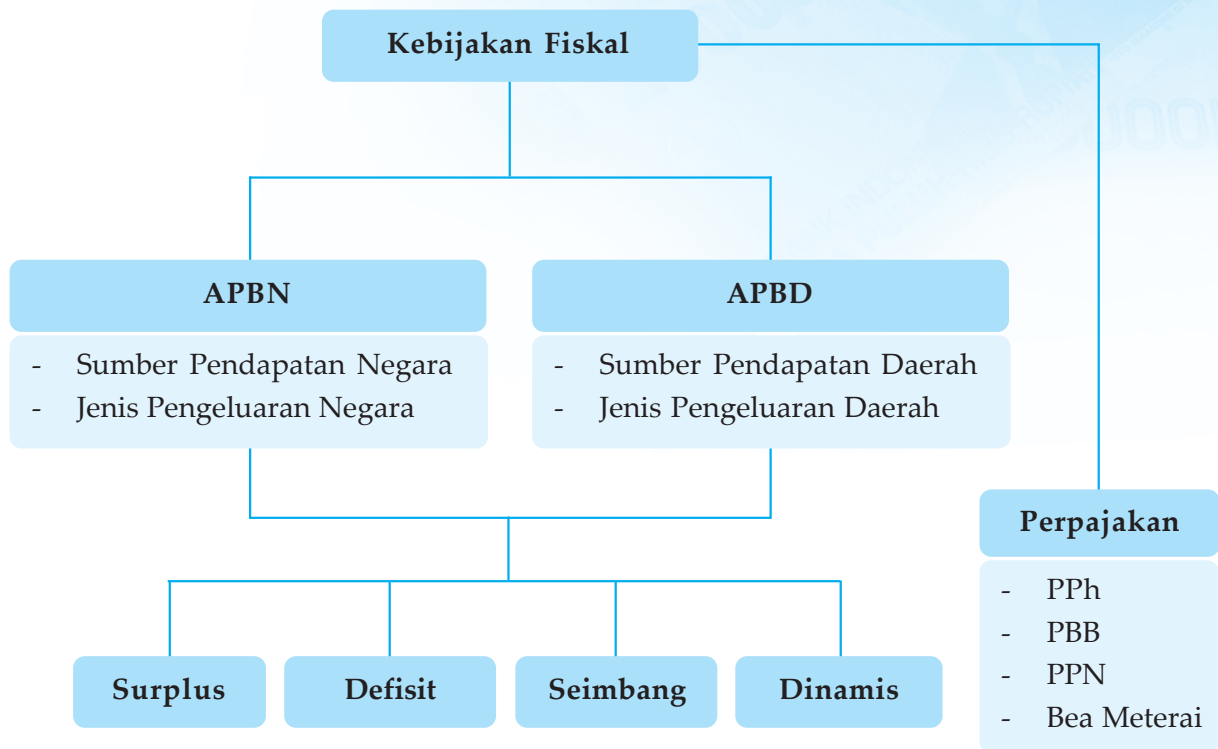 Kebijakan Fiskal
APBN
- Sumber Pendapatan Negara
- Jenis Pengeluaran Negara
APBD
- Sumber Pendapatan Daerah
- Jenis Pengeluaran Daerah
Perpajakan
- PPh
- PBB
- PPN
- Bea Meterai
Surplus
Defisit
Seimbang
Dinamis